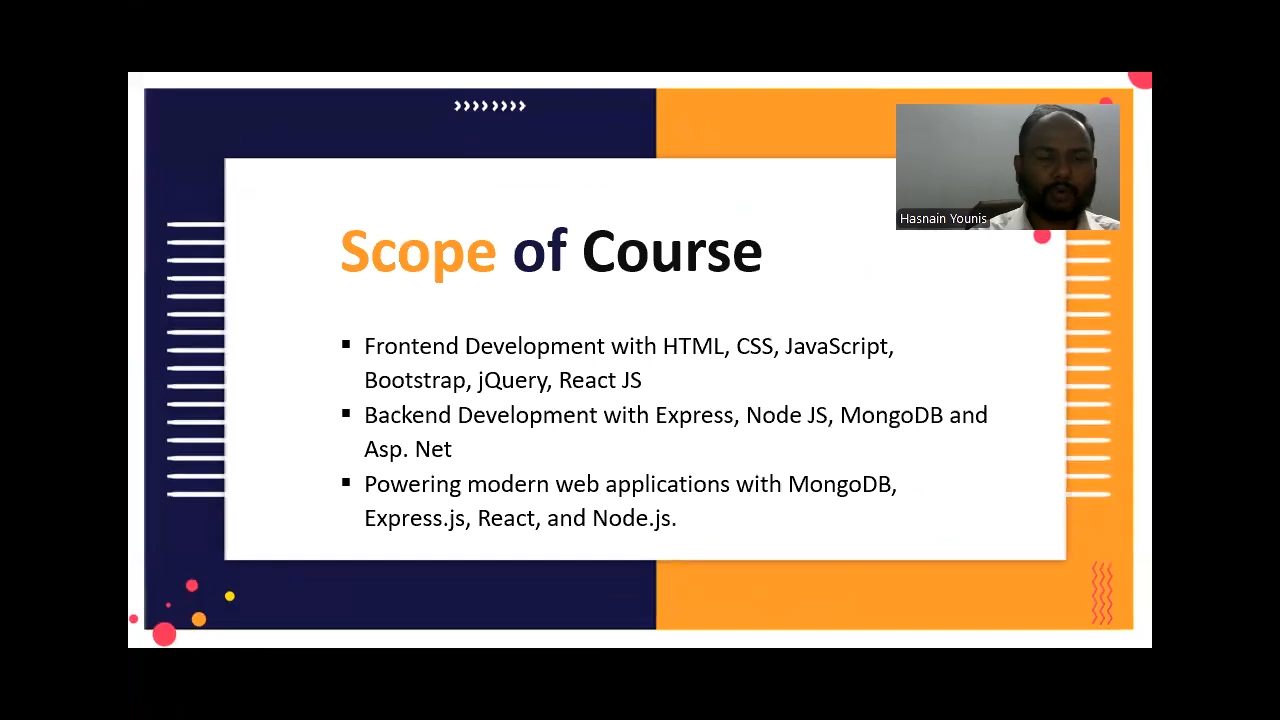 Hasnain Younis
Scope of Course
▪ Frontend Development with HTML, CSS, JavaScript,
Bootstrap, jQuery, React JS
▪ Backend Development with Express, Node JS, MongoDB and
Asp. Net
▪ Powering modern web applications with MongoDB,
Express.js, React, and Node.js.